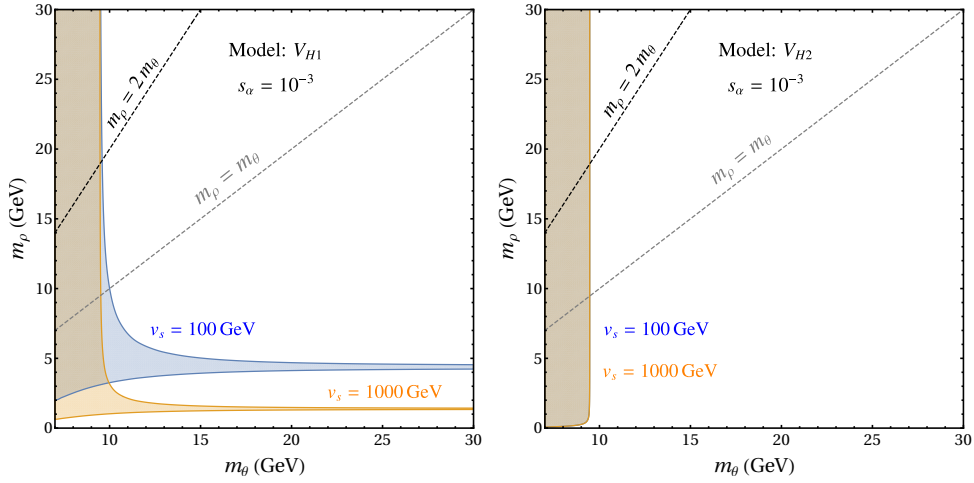 Model: V_{H1}
s_α = 10^{-3}
m_ρ = 2 m_θ
m_ρ = m_θ
v_s = 100 GeV
v_s = 1000 GeV
m_ρ (GeV)
30
25
20
15
10
5
0
10 15 20 25 30
m_θ (GeV)
Model: V_{H2}
s_α = 10^{-3}
m_ρ = 2 m_θ
m_ρ = m_θ
v_s = 100 GeV
v_s = 1000 GeV
m_ρ (GeV)
30
25
20
15
10
5
0
10 15 20 25 30
m_θ (GeV)